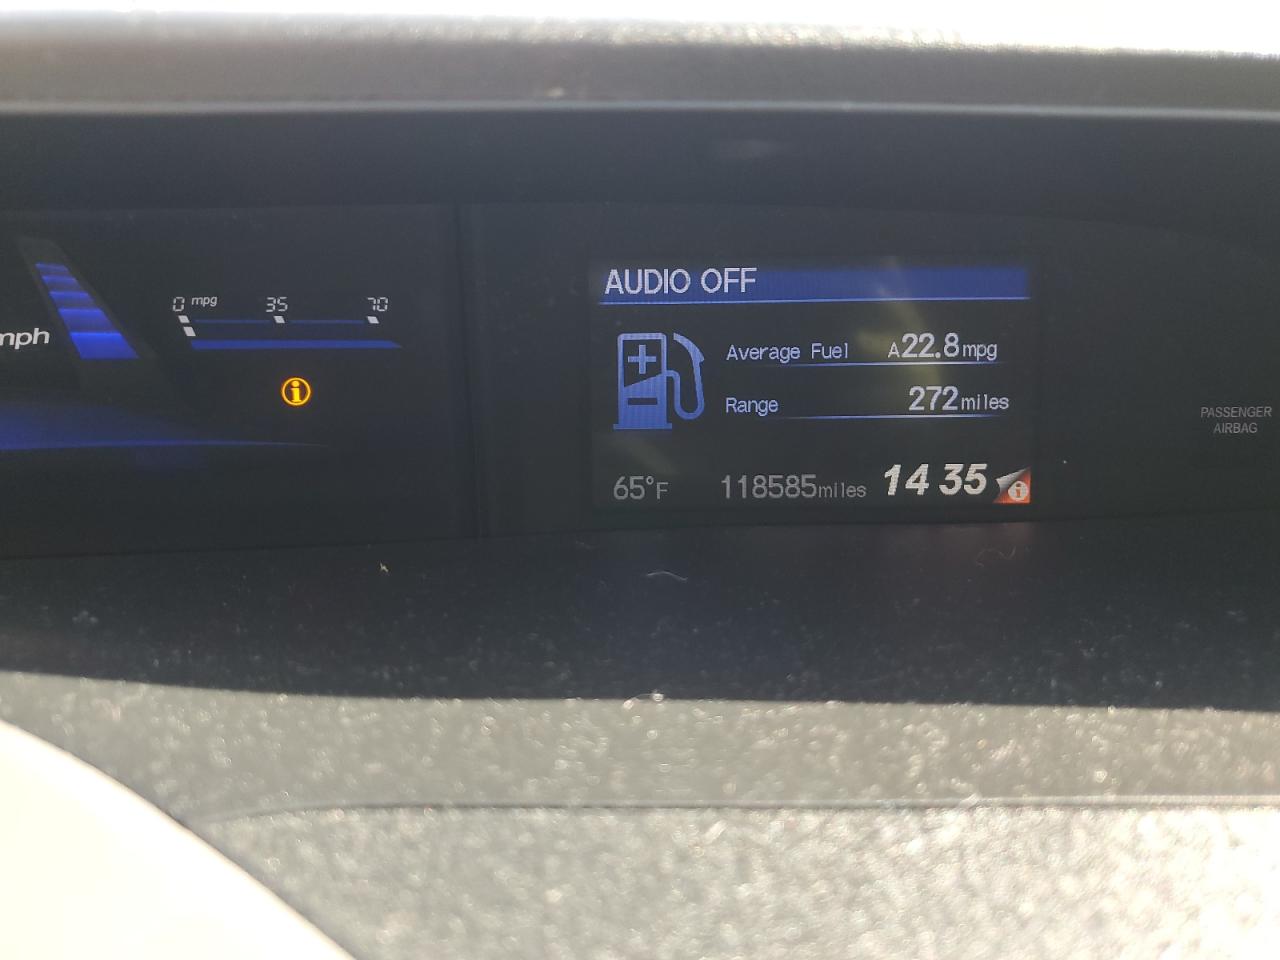 mph
0 mpg 35 70
AUDIO OFF
Average Fuel A22.8mpg
Range 272miles
65°F 118585miles 14 35
PASSENGER
AIRBAG